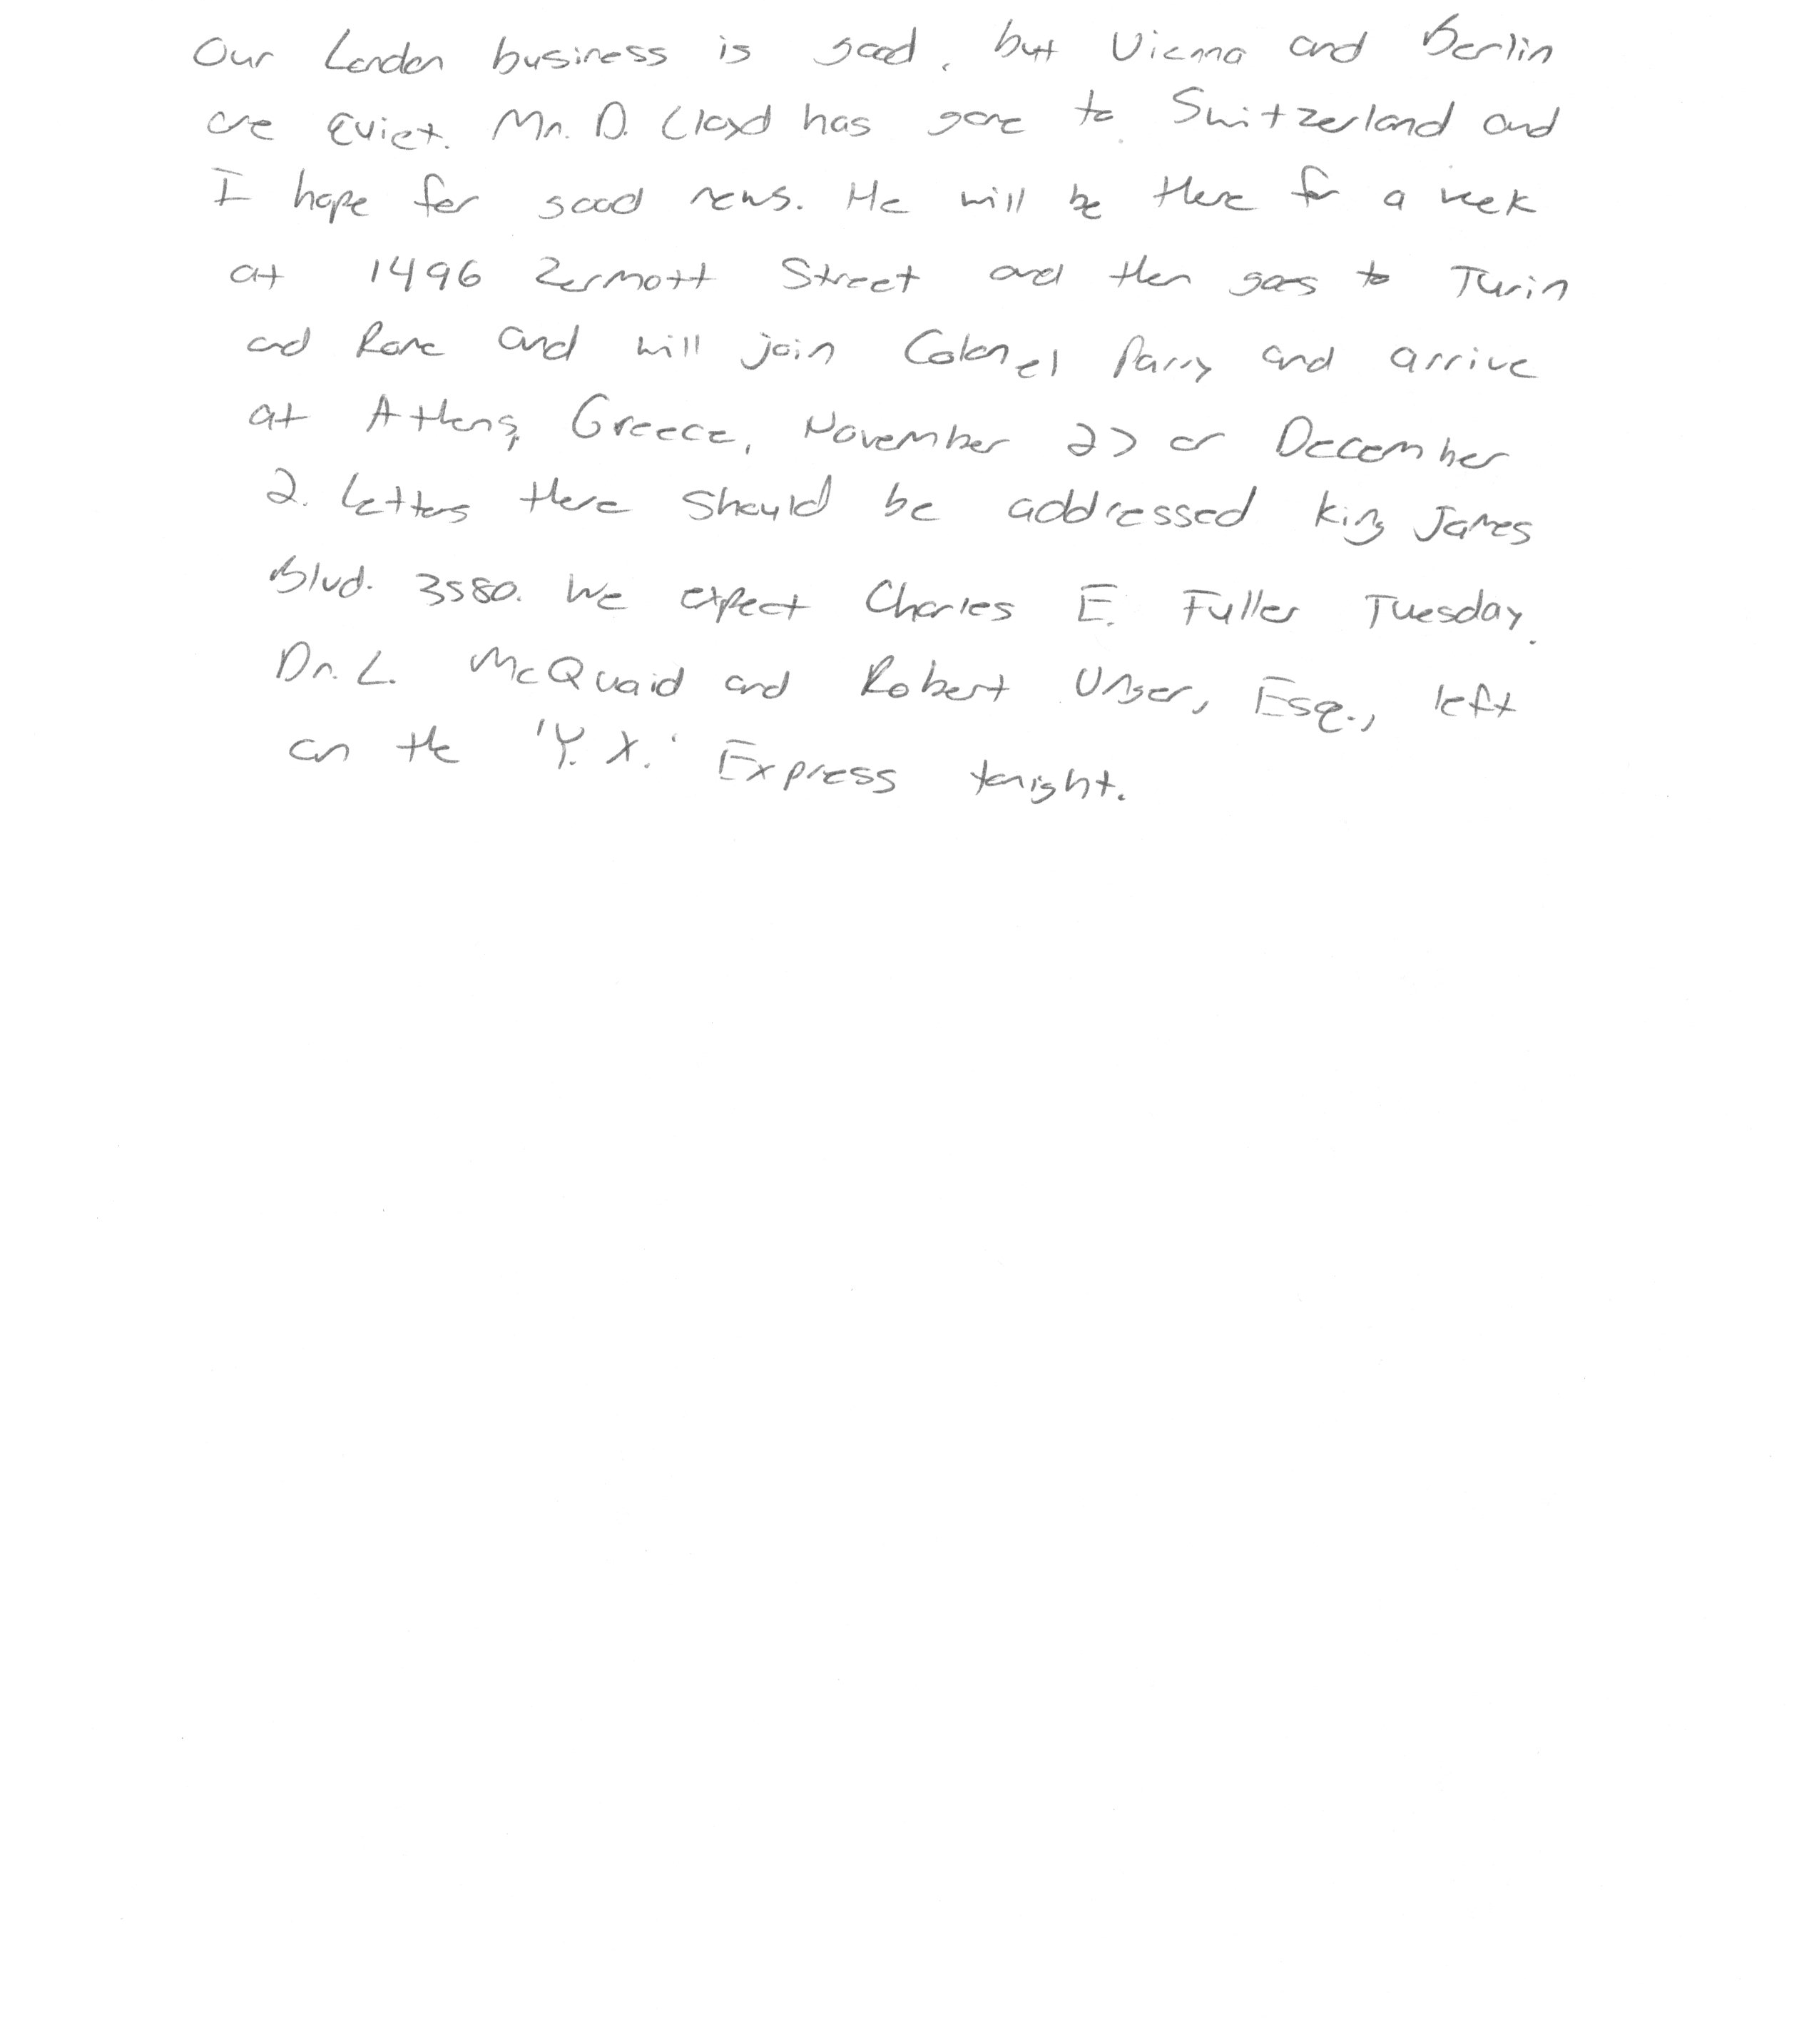 Our London business is good, but Vienna and Berlin
are quiet. Mr. D. Cloyd has gone to Switzerland and
I hope for good news. He will be there for a week
at 1496 Zermott Street and then goes to Turin
and Rome and will join Colonel Parry and arrive
at Athens, Greece, November 27 or December
2. Letters there should be addressed King James
Blvd. 3580. We expect Charles E. Fuller Tuesday.
Dr. L. McQuaid and Robert Unger, Esq., left
on the 'Y. X.' Express tonight.